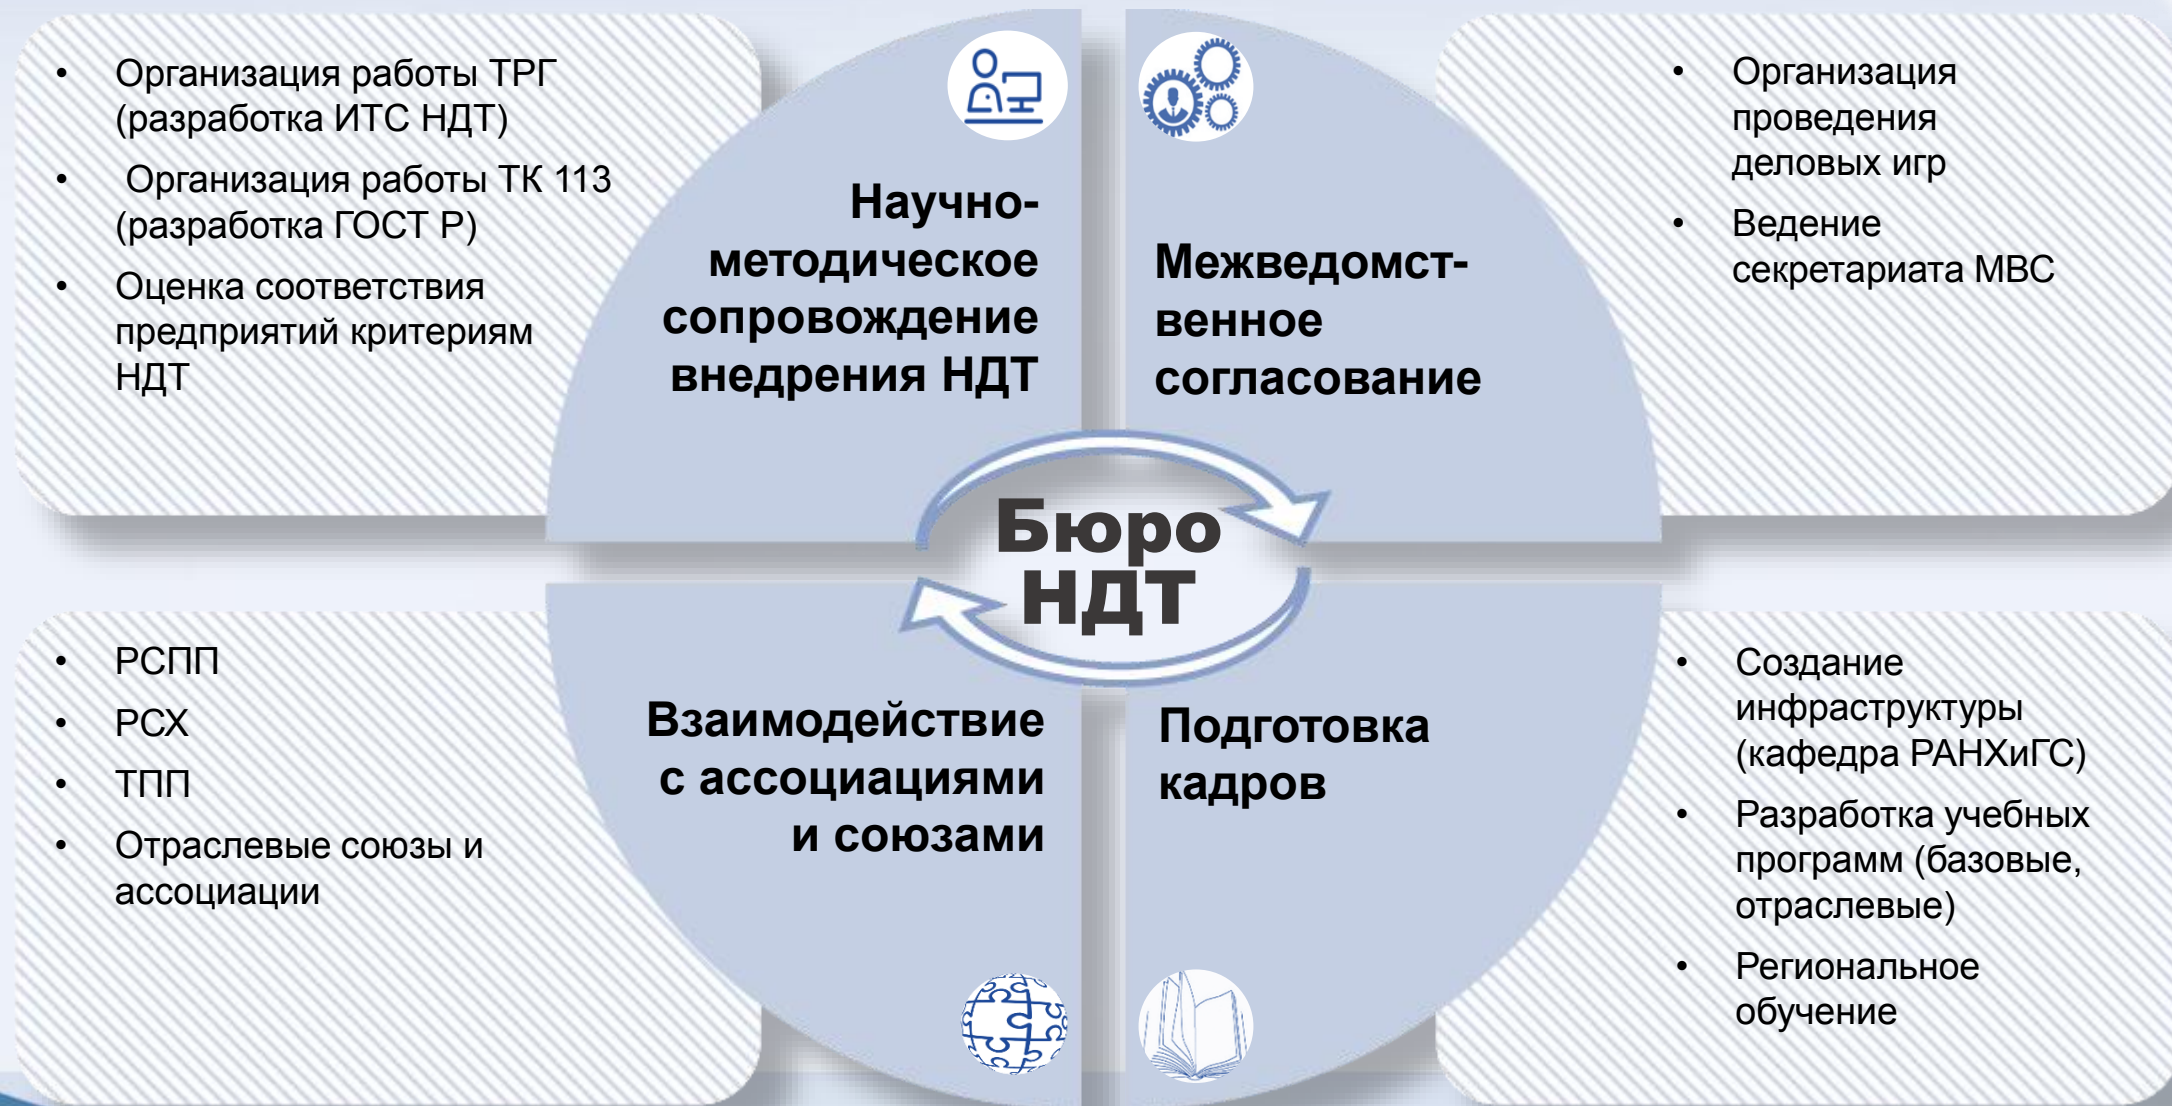 • Организация работы ТРГ
(разработка ИТС НДТ)
• Организация работы ТК 113
(разработка ГОСТ Р)
• Оценка соответствия
предприятий критериям
НДТ
Научно-
методическое
сопровождение
внедрения НДТ
Межведомст-
венное
согласование
• Организация
проведения
деловых игр
• Ведение
секретариата МВС
Бюро
НДТ
• РСПП
• РСХ
• ТПП
• Отраслевые союзы и
ассоциации
Взаимодействие
с ассоциациями
и союзами
Подготовка
кадров
• Создание
инфраструктуры
(кафедра РАНХиГС)
• Разработка учебных
программ (базовые,
отраслевые)
• Региональное
обучение